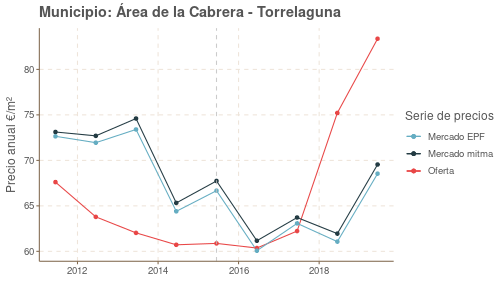 Municipio: Área de la Cabrera - Torrelaguna
Precio anual €/m²
80
75
70
65
60
2012
2014
2016
2018
Serie de precios
Mercado EPF
Mercado mitma
Oferta